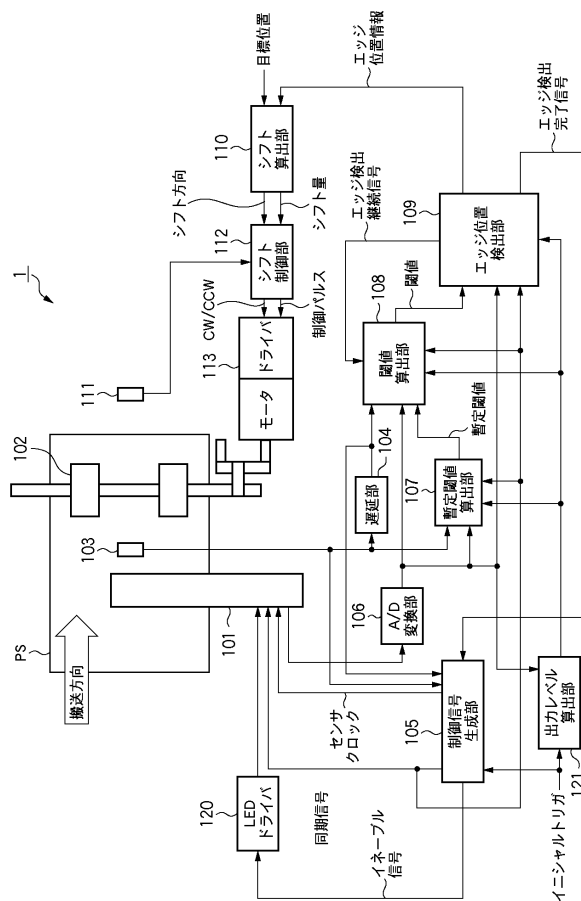 1
PS
搬送方向
103
102
111
101
113
モータ
ドライバ
CW/CCW
制御パルス
112
シフト
制御部
シフト方向
シフト量
110
シフト
算出部
目標位置
エッジ
位置情報
120
LED
ドライバ
同期信号
センサ
クロック
イネーブル
信号
105
制御信号
生成部
106
A/D
変換部
104
遅延部
107
暫定閾値
算出部
暫定閾値
108
閾値
算出部
閾値
エッジ検出
継続信号
109
エッジ位置
検出部
エッジ検出
完了信号
イニシャルトリガ
121
出力レベル
算出部